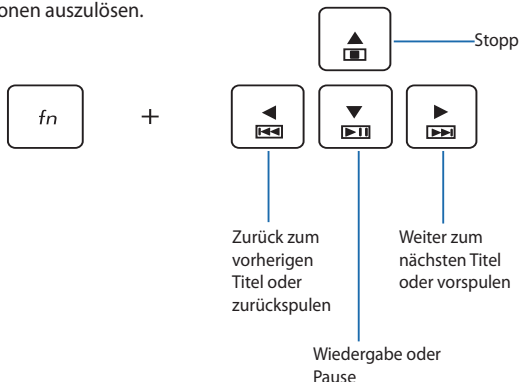 onen auszulösen.
Stopp
fn
+
Zurück zum
vorherigen
Titel oder
zurückspulen
Weiter zum
nächsten Titel
oder vorspulen
Wiedergabe oder
Pause